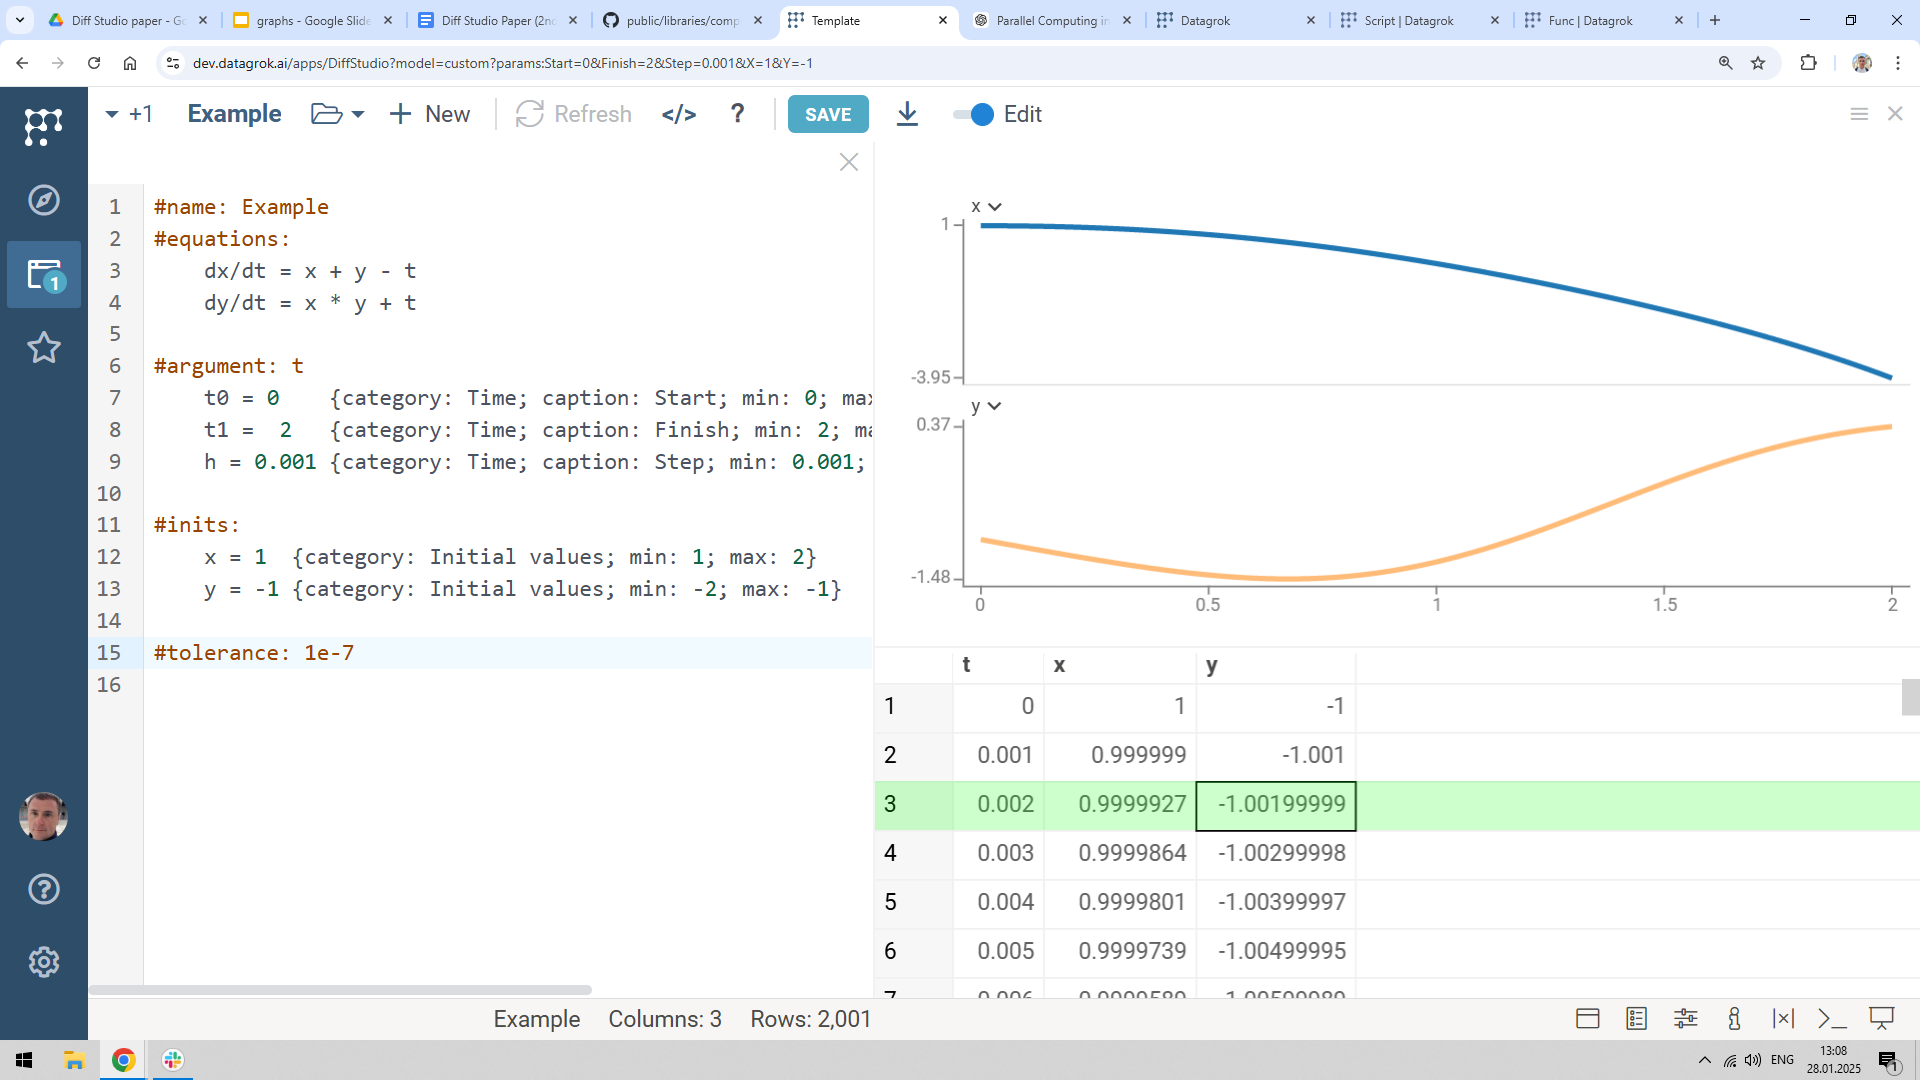 Diff Studio paper - Go
graphs - Google Slide
Diff Studio Paper (2nd
public/libraries/comp
Template
Parallel Computing in
Datagrok
Script | Datagrok
Func | Datagrok
dev.datagrok.ai/apps/DiffStudio?model=custom?params:Start=0&Finish=2&Step=0.001&X=1&Y=-1
+1
Example
New
Refresh
</>
?
SAVE
Edit
1
1 #name: Example
2 #equations:
3 dx/dt = x + y - t
4 dy/dt = x * y + t
5
6 #argument: t
7 t0 = 0 {category: Time; caption: Start; min: 0; max
8 t1 = 2 {category: Time; caption: Finish; min: 2; ma
9 h = 0.001 {category: Time; caption: Step; min: 0.001;
10
11 #inits:
12 x = 1 {category: Initial values; min: 1; max: 2}
13 y = -1 {category: Initial values; min: -2; max: -1}
14
15 #tolerance: 1e-7
16
x
1
-3.95
y
0.37
-1.48
0 0.5 1 1.5 2
t x y
1 0 1 -1
2 0.001 0.999999 -1.001
3 0.002 0.9999927 -1.00199999
4 0.003 0.9999864 -1.00299998
5 0.004 0.9999801 -1.00399997
6 0.005 0.9999739 -1.00499995
Example Columns: 3 Rows: 2,001
ENG
13:08
28.01.2025
1